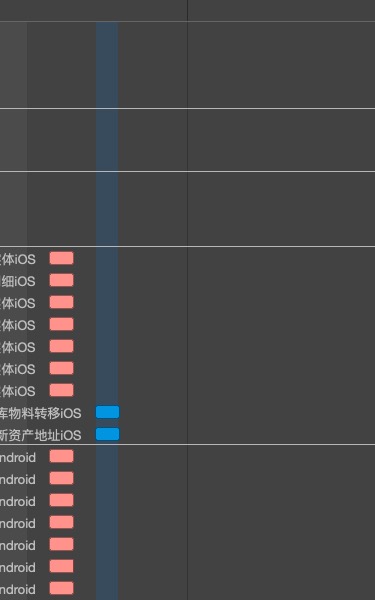 体iOS
细iOS
体iOS
体iOS
体iOS
体iOS
体iOS
库物料转移iOS
新资产地址iOS
ndroid
ndroid
ndroid
ndroid
ndroid
ndroid
ndroid